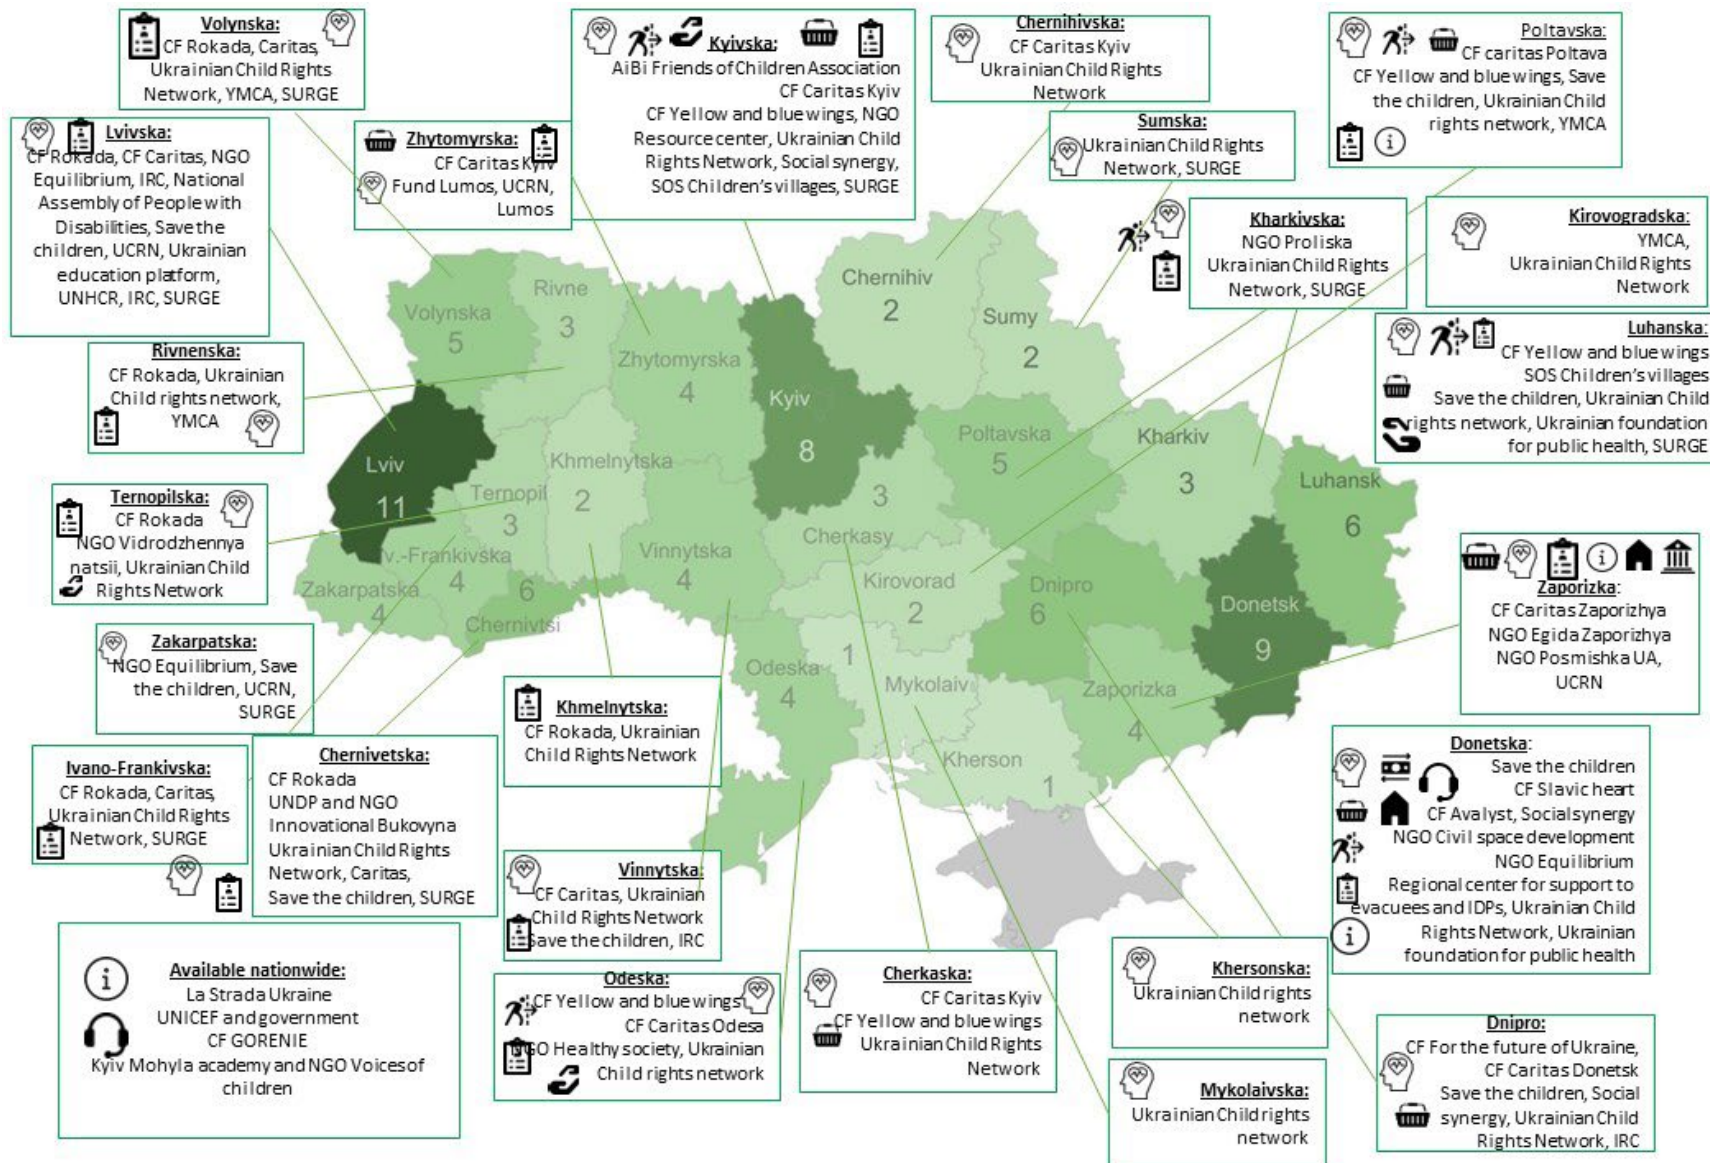 Volynska:
CF Rokada, Caritas,
Ukrainian Child Rights
Network, YMCA, SURGE
Kyivska:
AiBi Friends of Children Association
CF Caritas Kyiv
CF Yellow and blue wings, NGO
Resource center, Ukrainian Child
Rights Network, Social synergy,
SOS Children's villages, SURGE
Chernihivska:
CF Caritas Kyiv
Ukrainian Child Rights
Network
Poltavska:
CF caritas Poltava
CF Yellow and blue wings, Save
the children, Ukrainian Child
rights network, YMCA
Lvivska:
CF Rokada, CF Caritas, NGO
Equilibrium, IRC, National
Assembly of People with
Disabilities, Save the
children, UCRN, Ukrainian
education platform,
UNHCR, IRC, SURGE
Zhytomyrska:
CF Caritas Kyiv
Fund Lumos, UCRN,
Lumos
Sumska:
Ukrainian Child Rights
Network, SURGE
Kharkivska:
NGO Proliska
Ukrainian Child Rights
Network, SURGE
Kirovogradska:
YMCA,
Ukrainian Child Rights
Network
Luhanska:
CF Yellow and blue wings
SOS Children's villages
Save the children, Ukrainian Child
rights network, Ukrainian foundation
for public health, SURGE
Rivnenska:
CF Rokada, Ukrainian
Child rights network,
YMCA
Volynska
5
Rivne
3
Zhytomyrska
4
Kyiv
8
Chernihiv
2
Sumy
2
Poltavska
5
Kharkiv
3
Luhansk
6
Lviv
11
Ternopil
3
Khmelnytska
2
Vinnytska
4
3
Cherkasy
Kirovorad
2
Dnipro
6
Donetsk
9
Zakarpatska
4
v.-Frankivska
4
6
Chernivtsi
Odeska
4
1
Mykolaiv
Kherson
1
Zaporizka
4
Ternopilska:
CF Rokada
NGO Vidrodzhennya
natsii, Ukrainian Child
Rights Network
Zaporizka:
CF Caritas Zaporizhya
NGO Egida Zaporizhya
NGO Posmishka UA,
UCRN
Zakarpatska:
NGO Equilibrium, Save
the children, UCRN,
SURGE
Khmelnytska:
CF Rokada, Ukrainian
Child Rights Network
Ivano-Frankivska:
CF Rokada, Caritas,
Ukrainian Child Rights
Network, SURGE
Chernivetska:
CF Rokada
UNDP and NGO
Innovational Bukovyna
Ukrainian Child Rights
Network, Caritas,
Save the children, SURGE
Donetska:
Save the children
CF Slavic heart
CF Avalyst, Social synergy
NGO Civil space development
NGO Equilibrium
Regional center for support to
evacuees and IDPs, Ukrainian Child
Rights Network, Ukrainian
foundation for public health
Vinnytska:
CF Caritas, Ukrainian
Child Rights Network
Save the children, IRC
Available nationwide:
La Strada Ukraine
UNICEF and government
CF GORENIE
Kyiv Mohyla academy and NGO Voices of
children
Odeska:
CF Yellow and blue wings
CF Caritas Odesa
NGO Healthy society, Ukrainian
Child rights network
Cherkaska:
CF Caritas Kyiv
CF Yellow and blue wings
Ukrainian Child Rights
Network
Khersonska:
Ukrainian Child rights
network
Mykolaivska:
Ukrainian Child rights
network
Dnipro:
CF For the future of Ukraine,
CF Caritas Donetsk
Save the children, Social
synergy, Ukrainian Child
Rights Network, IRC